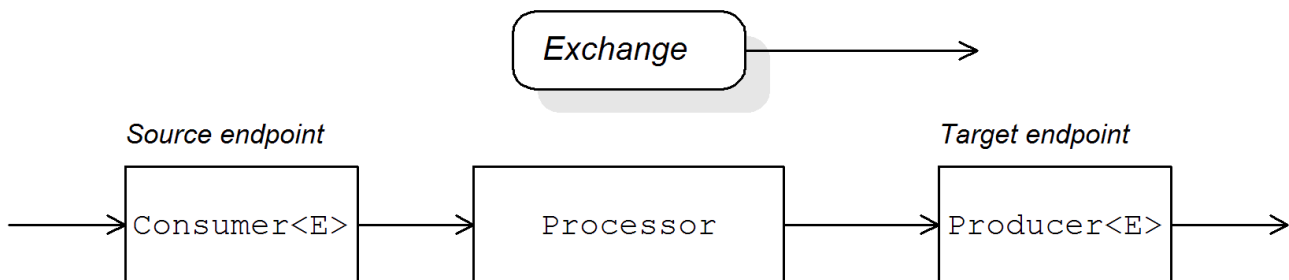 Exchange
Source endpoint
Target endpoint
Consumer<E>
Processor
Producer<E>